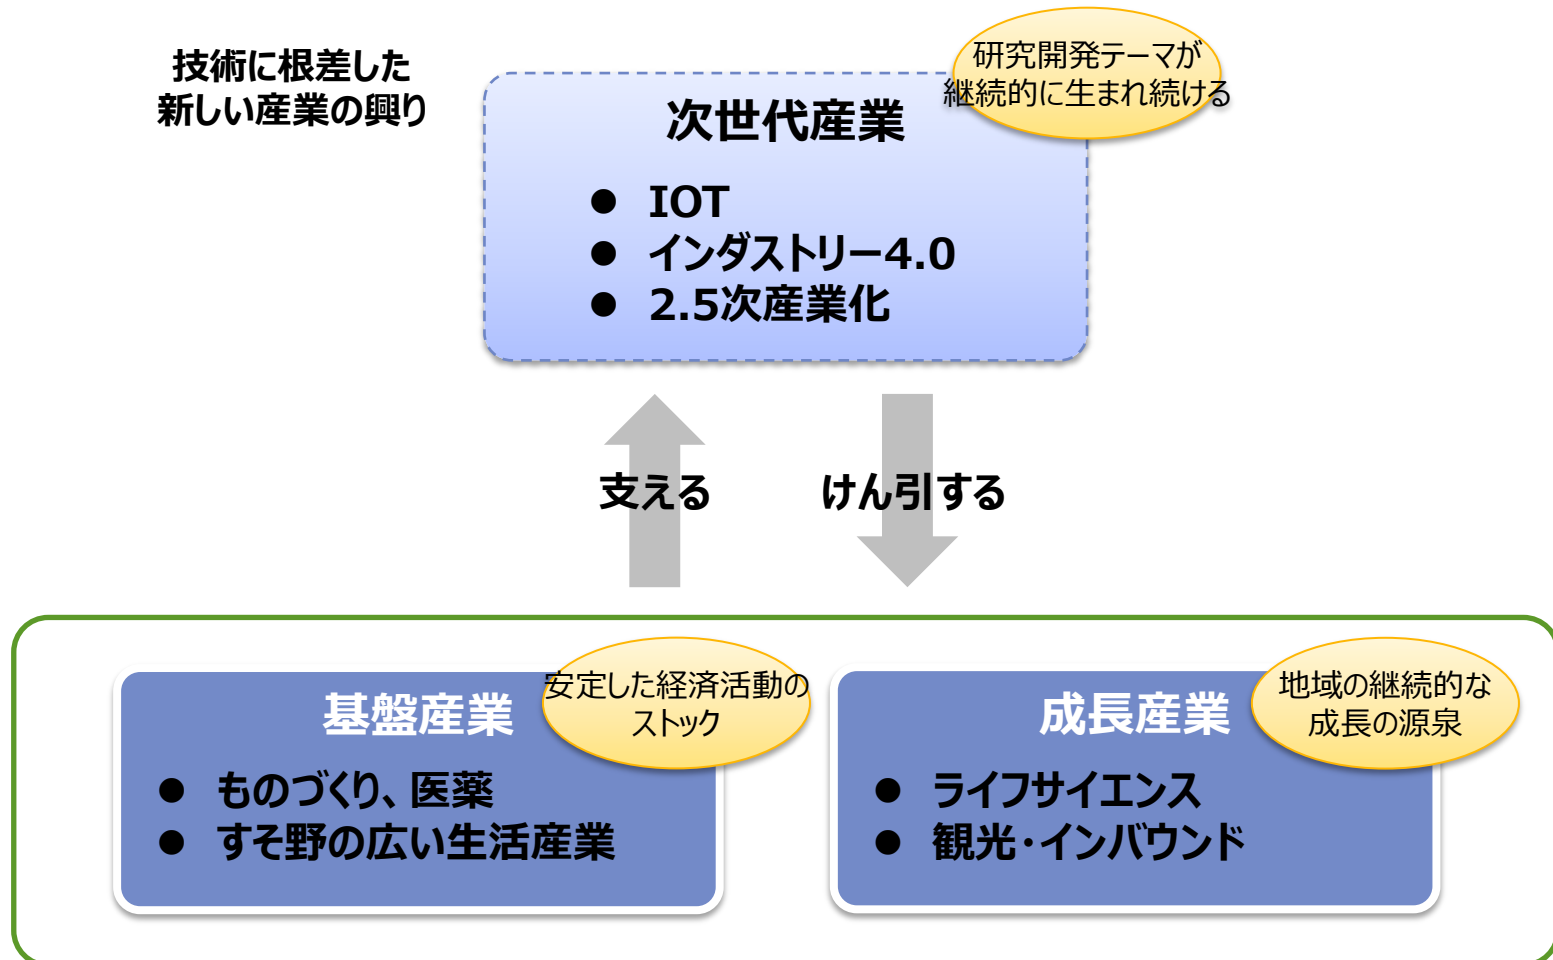 技術に根差した
新しい産業の興り
研究開発テーマが
継続的に生まれ続ける
次世代産業
● IOT
● インダストリー4.0
● 2.5次産業化
支える
けん引する
基盤産業
安定した経済活動の
ストック
● ものづくり、医薬
● すそ野の広い生活産業
成長産業
地域の継続的な
成長の源泉
● ライフサイエンス
● 観光・インバウンド